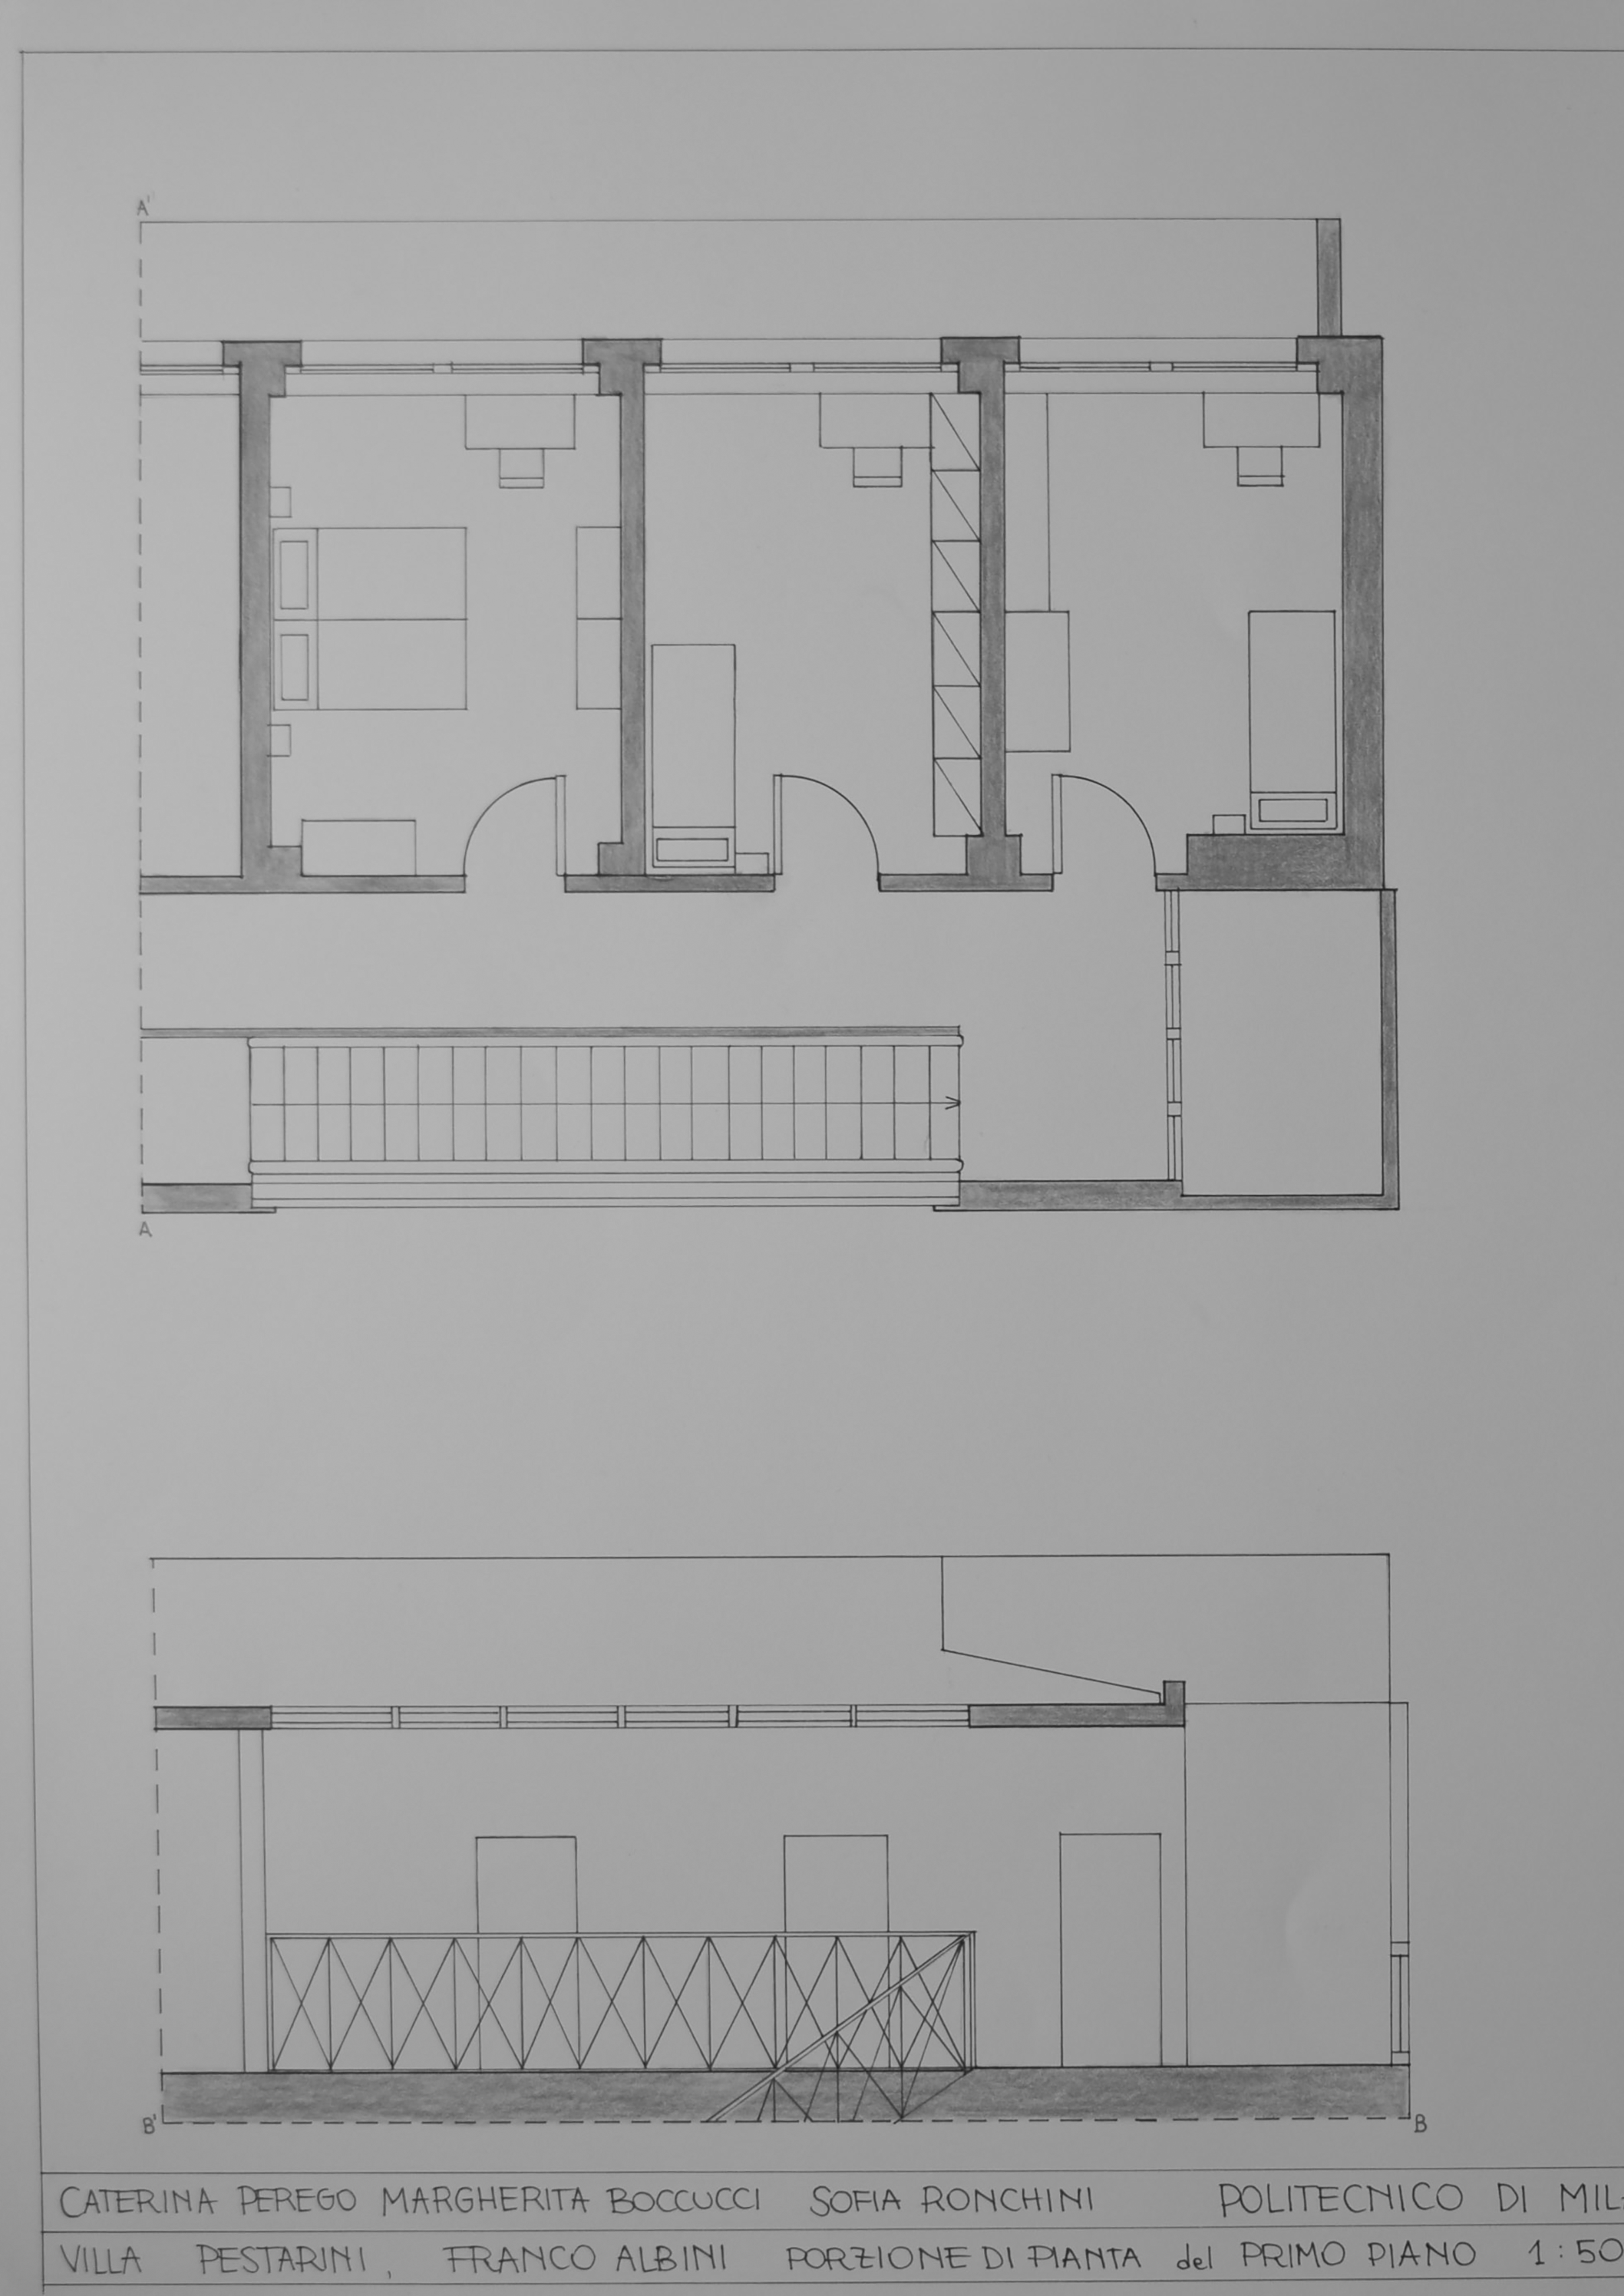 A'
A
B'
B
CATERINA PEREGO MARGHERITA BOCCUCCI SOFIA RONCHINI POLITECNICO DI MIL
VILLA PESTARINI, FRANCO ALBINI PORZIONE DI PIANTA del PRIMO PIANO 1:50